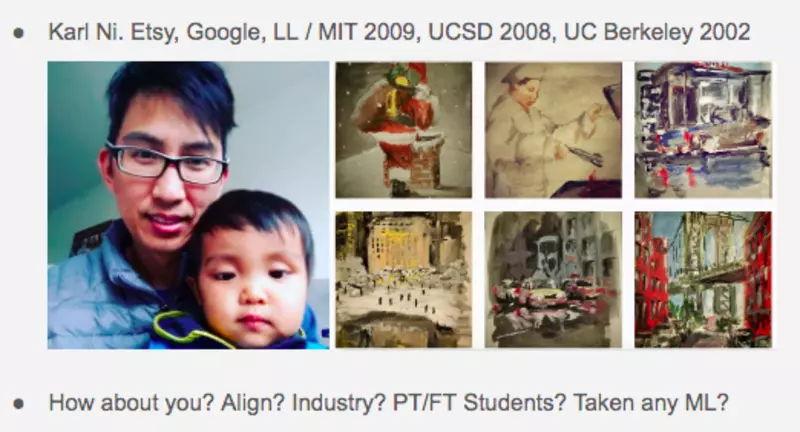 ● Karl Ni. Etsy, Google, LL / MIT 2009, UCSD 2008, UC Berkeley 2002
● How about you? Align? Industry? PT/FT Students? Taken any ML?